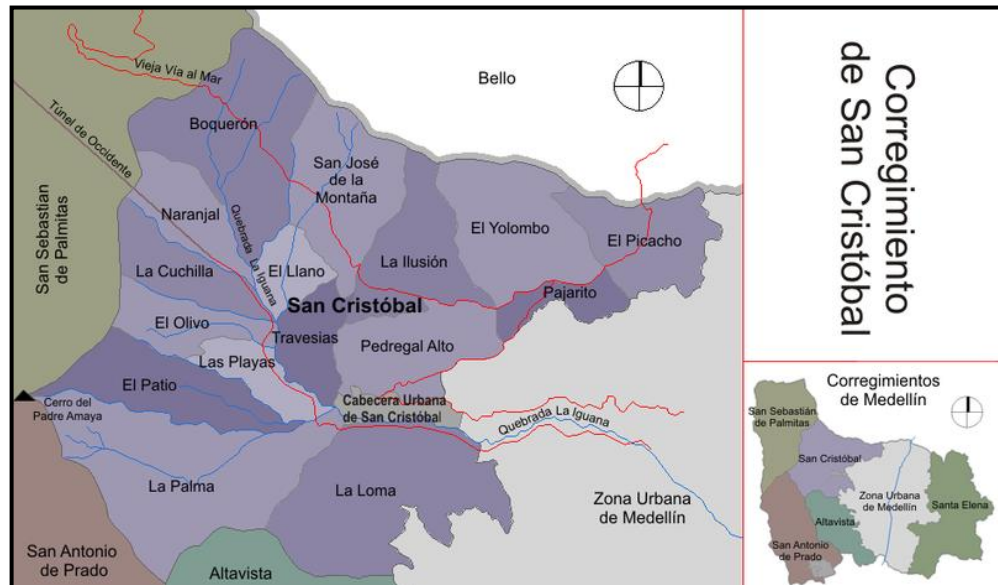 Vieja Vía al Mar
Bello
Boquerón
Túnel de Occidente
San José
de la
Montaña
Naranjal
Quebrada La Iguana
El Yolombo
El Picacho
San Sebastian
de Palmitas
La Cuchilla
El Llano
La Ilusión
Pajarito
San Cristóbal
El Olivo
Travesias
Pedregal Alto
Las Playas
El Patio
Cerro del
Padre Amaya
Cabecera Urbana
de San Cristóbal
Quebrada La Iguana
La Palma
La Loma
Zona Urbana
de Medellín
San Antonio
de Prado
Altavista
Corregimiento
de San Cristóbal
Corregimientos
de Medellín
San Sebastián
de Palmitas
San Cristóbal
Zona Urbana
de Medellín
Santa Elena
Altavista
San Antonio
de Prado